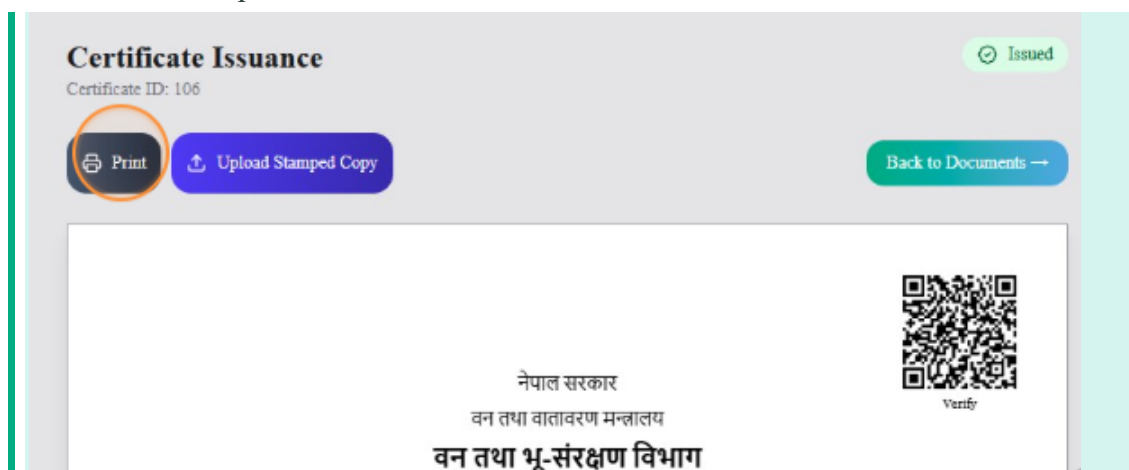 Certificate Issuance
Issued
Certificate ID: 106
Print
Upload Stamped Copy
Back to Documents →
नेपाल सरकार
वन तथा वातावरण मन्त्रालय
वन तथा भू-संरक्षण विभाग
Verify